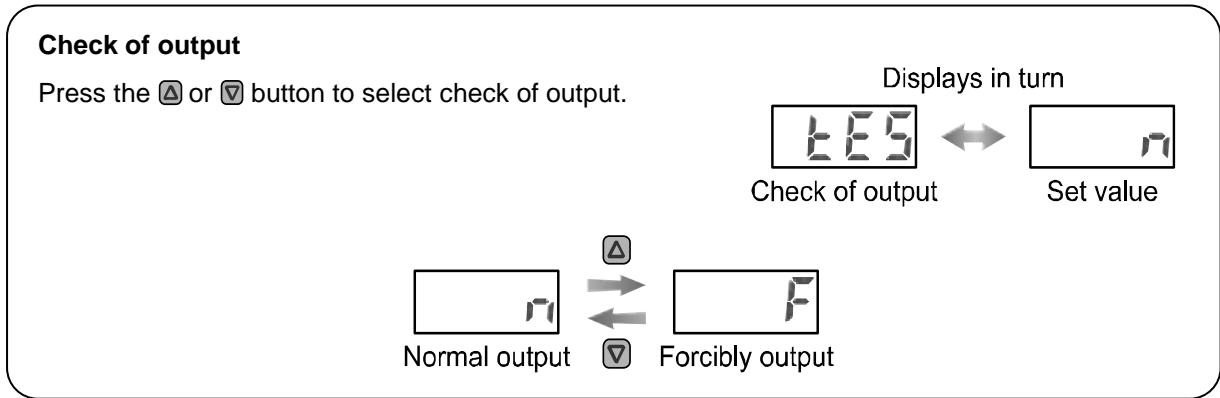 Check of output
Press the △ or ▽ button to select check of output.
Displays in turn
tES n
Check of output Set value
△
n F
Normal output ▽ Forcibly output